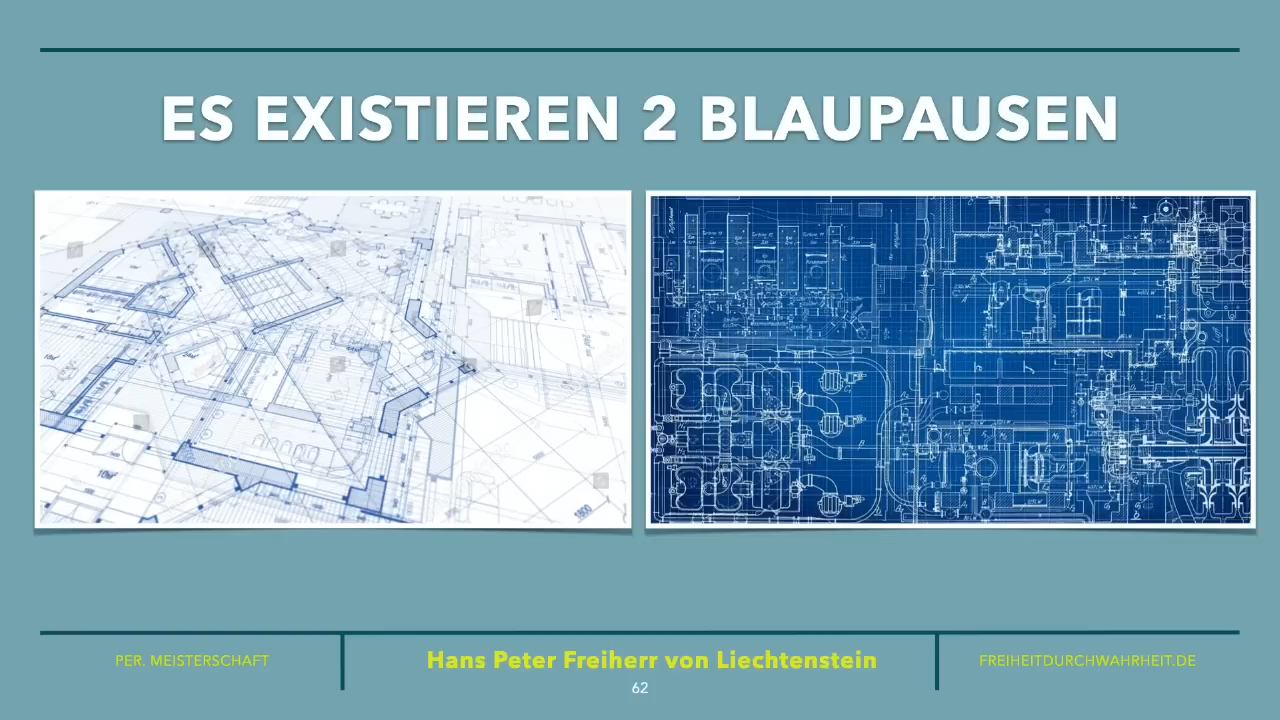 ES EXISTIEREN 2 BLAUPAUSEN
PER. MEISTERSCHAFT
Hans Peter Freiherr von Liechtenstein
FREIHEITDURCHWAHRHEIT.DE
62